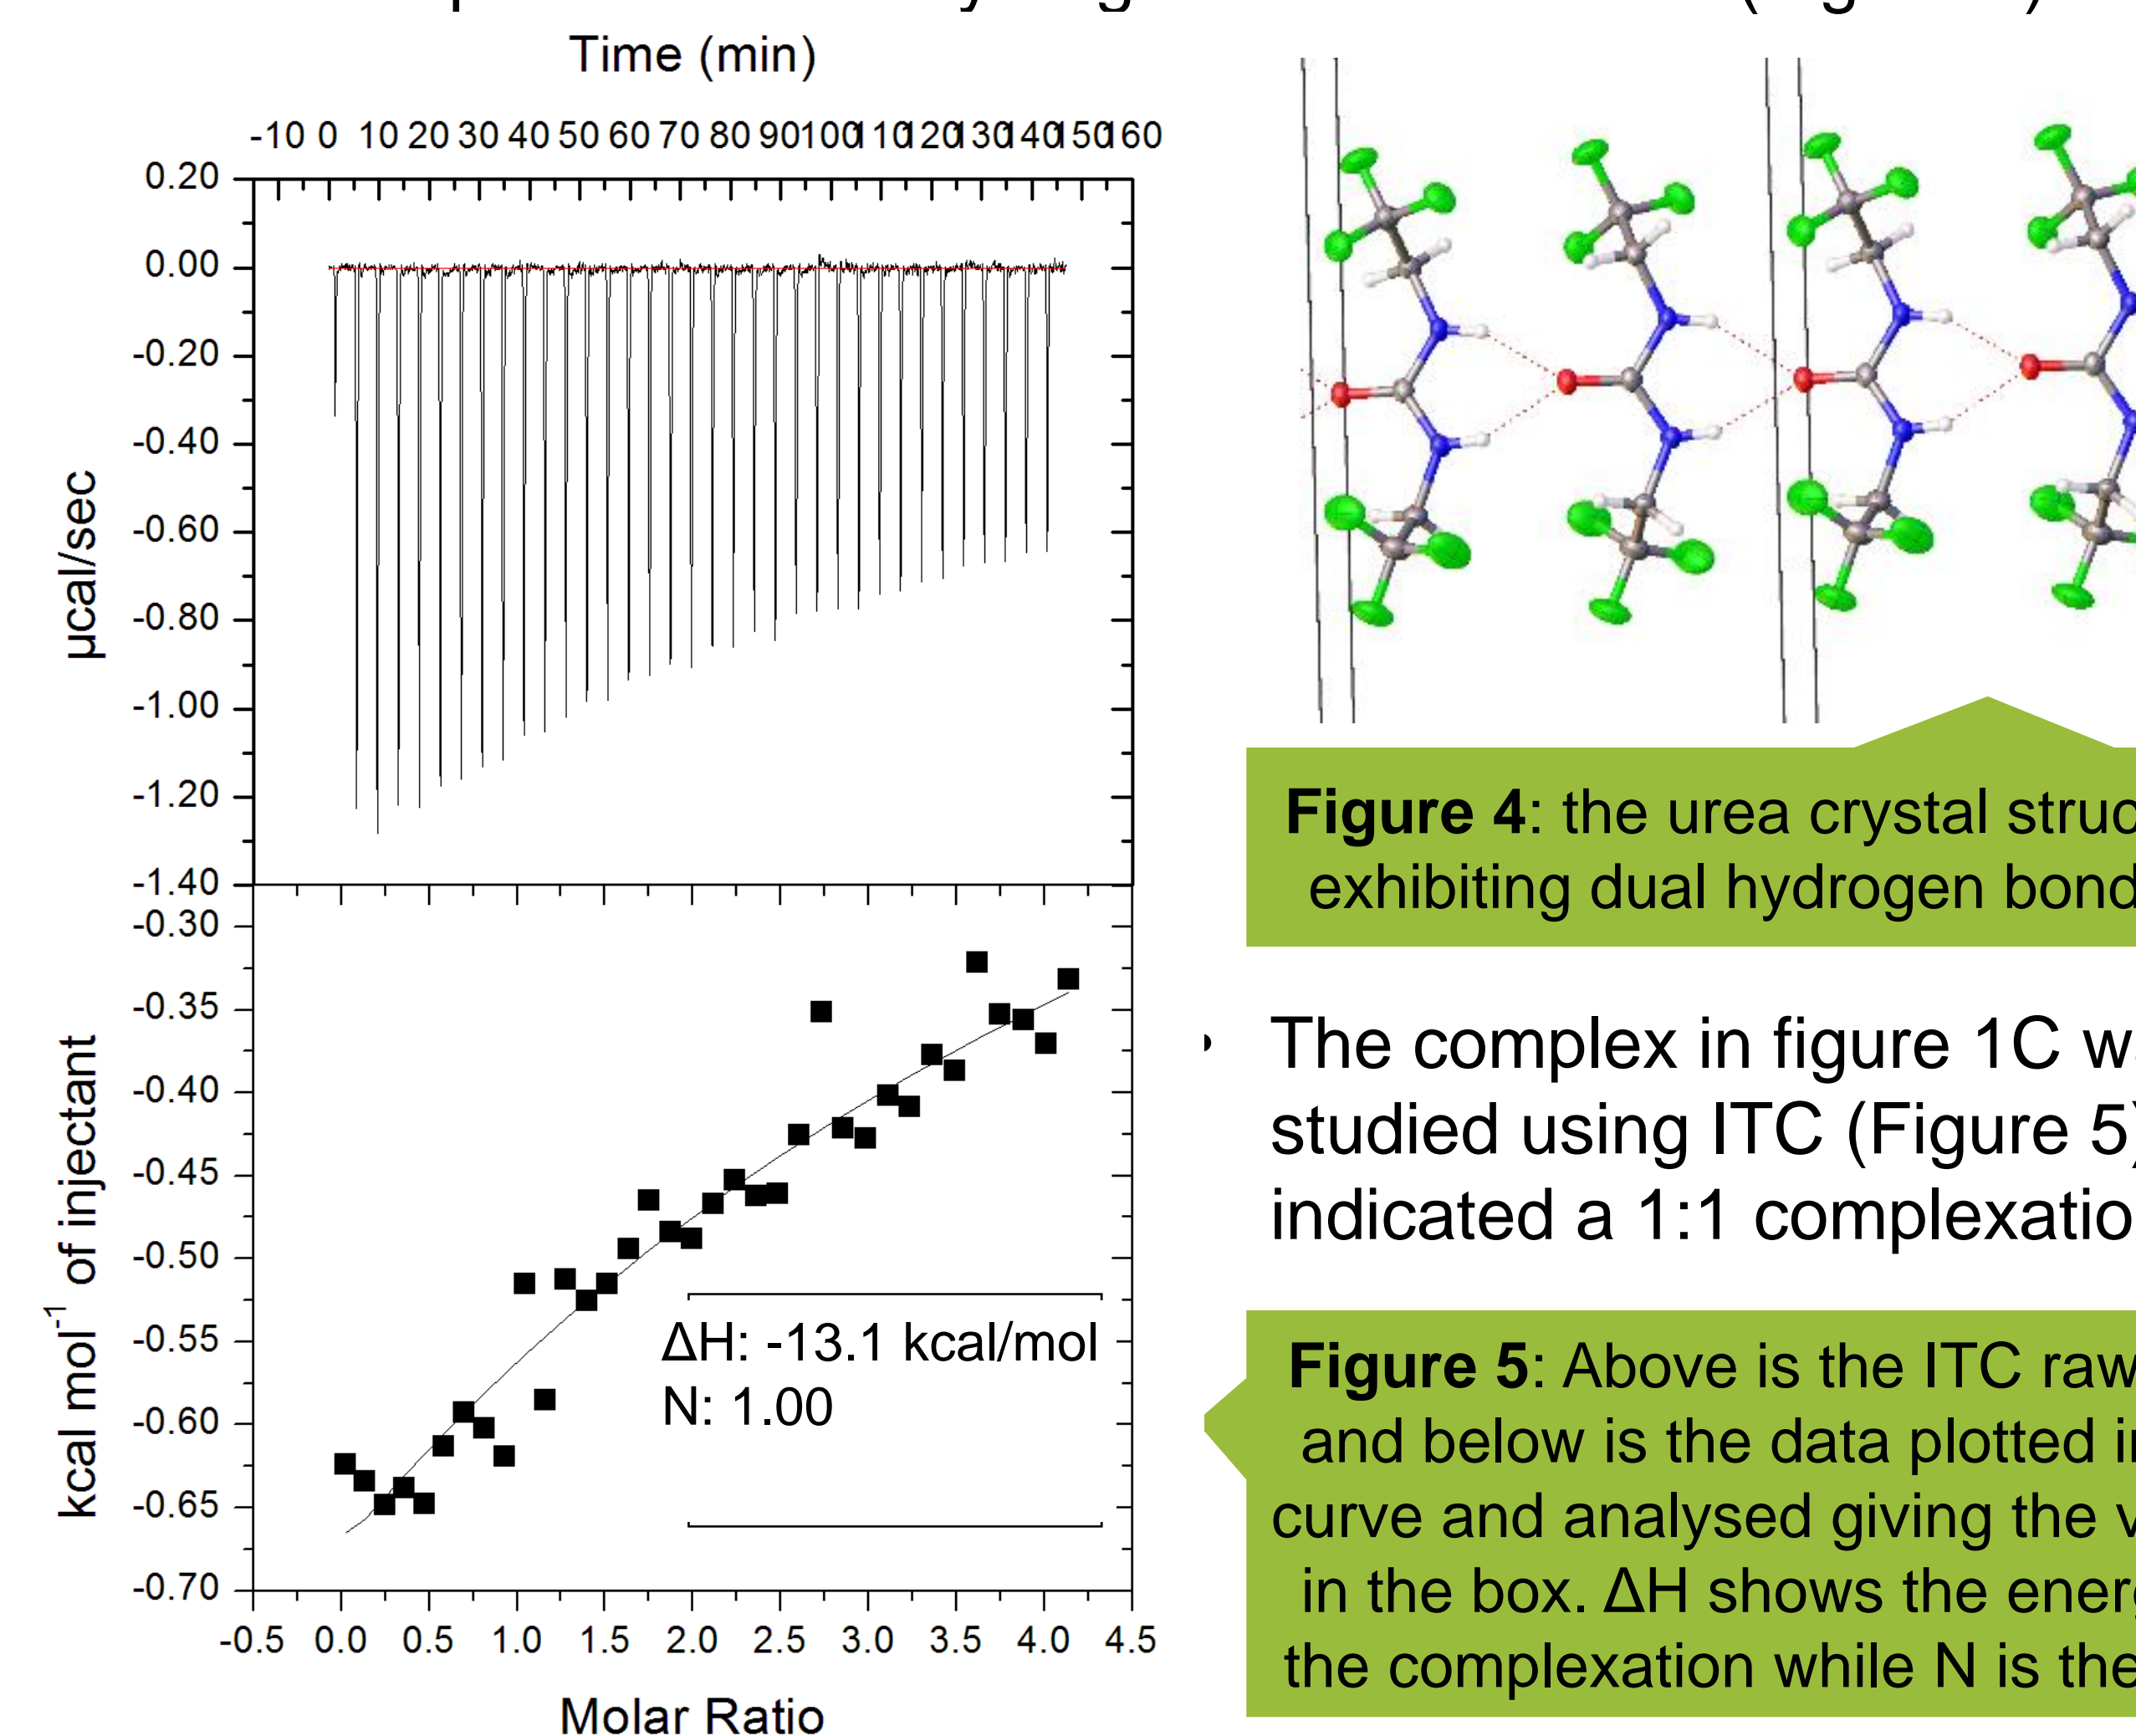 Time (min)
-10 0 10 20 30 40 50 60 70 80 90 100 110 120 130 140 150 160
0.20
0.00
-0.20
-0.40
-0.60
-0.80
-1.00
-1.20
-1.40
µcal/sec
-0.30
-0.35
-0.40
-0.45
-0.50
-0.55
-0.60
-0.65
-0.70
kcal mol⁻¹ of injectant
ΔH: -13.1 kcal/mol
N: 1.00
-0.5 0.0 0.5 1.0 1.5 2.0 2.5 3.0 3.5 4.0 4.5
Molar Ratio
Figure 4: the urea crystal struc
exhibiting dual hydrogen bond
• The complex in figure 1C w
studied using ITC (Figure 5)
indicated a 1:1 complexatio
Figure 5: Above is the ITC raw
and below is the data plotted i
curve and analysed giving the v
in the box. ΔH shows the energ
the complexation while N is the